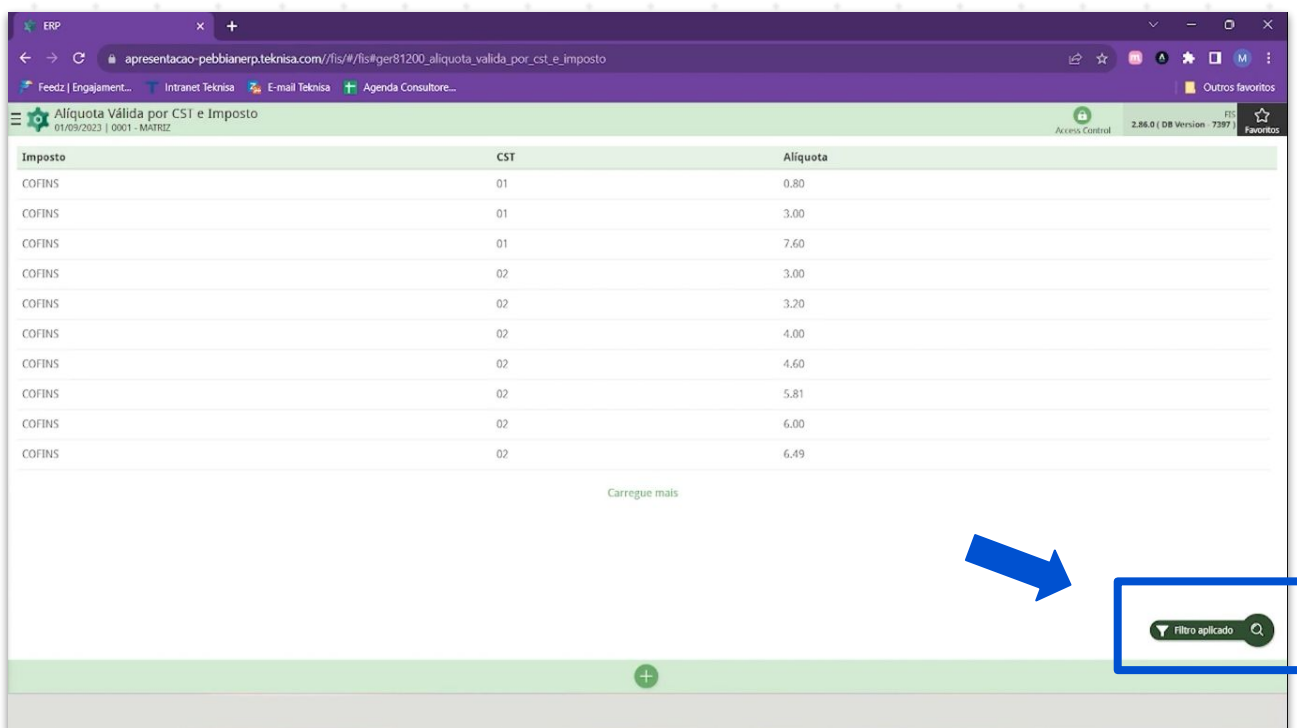 ERP
apresentacao-pebbianerp.teknisa.com//fis/#/fis#ger81200_aliquota_valida_por_cst_e_imposto
M
Feedz | Engajament... Intranet Teknisa E-mail Teknisa Agenda Consultore... Outros favoritos
Alíquota Válida por CST e Imposto
01/09/2023 | 0001 - MATRIZ
Access Control
FIS
2.86.0 ( DB Version - 7397 )
Favoritos
Imposto CST Alíquota
COFINS 01 0.80
COFINS 01 3.00
COFINS 01 7.60
COFINS 02 3.00
COFINS 02 3.20
COFINS 02 4.00
COFINS 02 4.60
COFINS 02 5.81
COFINS 02 6.00
COFINS 02 6.49
Carregue mais
Filtro aplicado